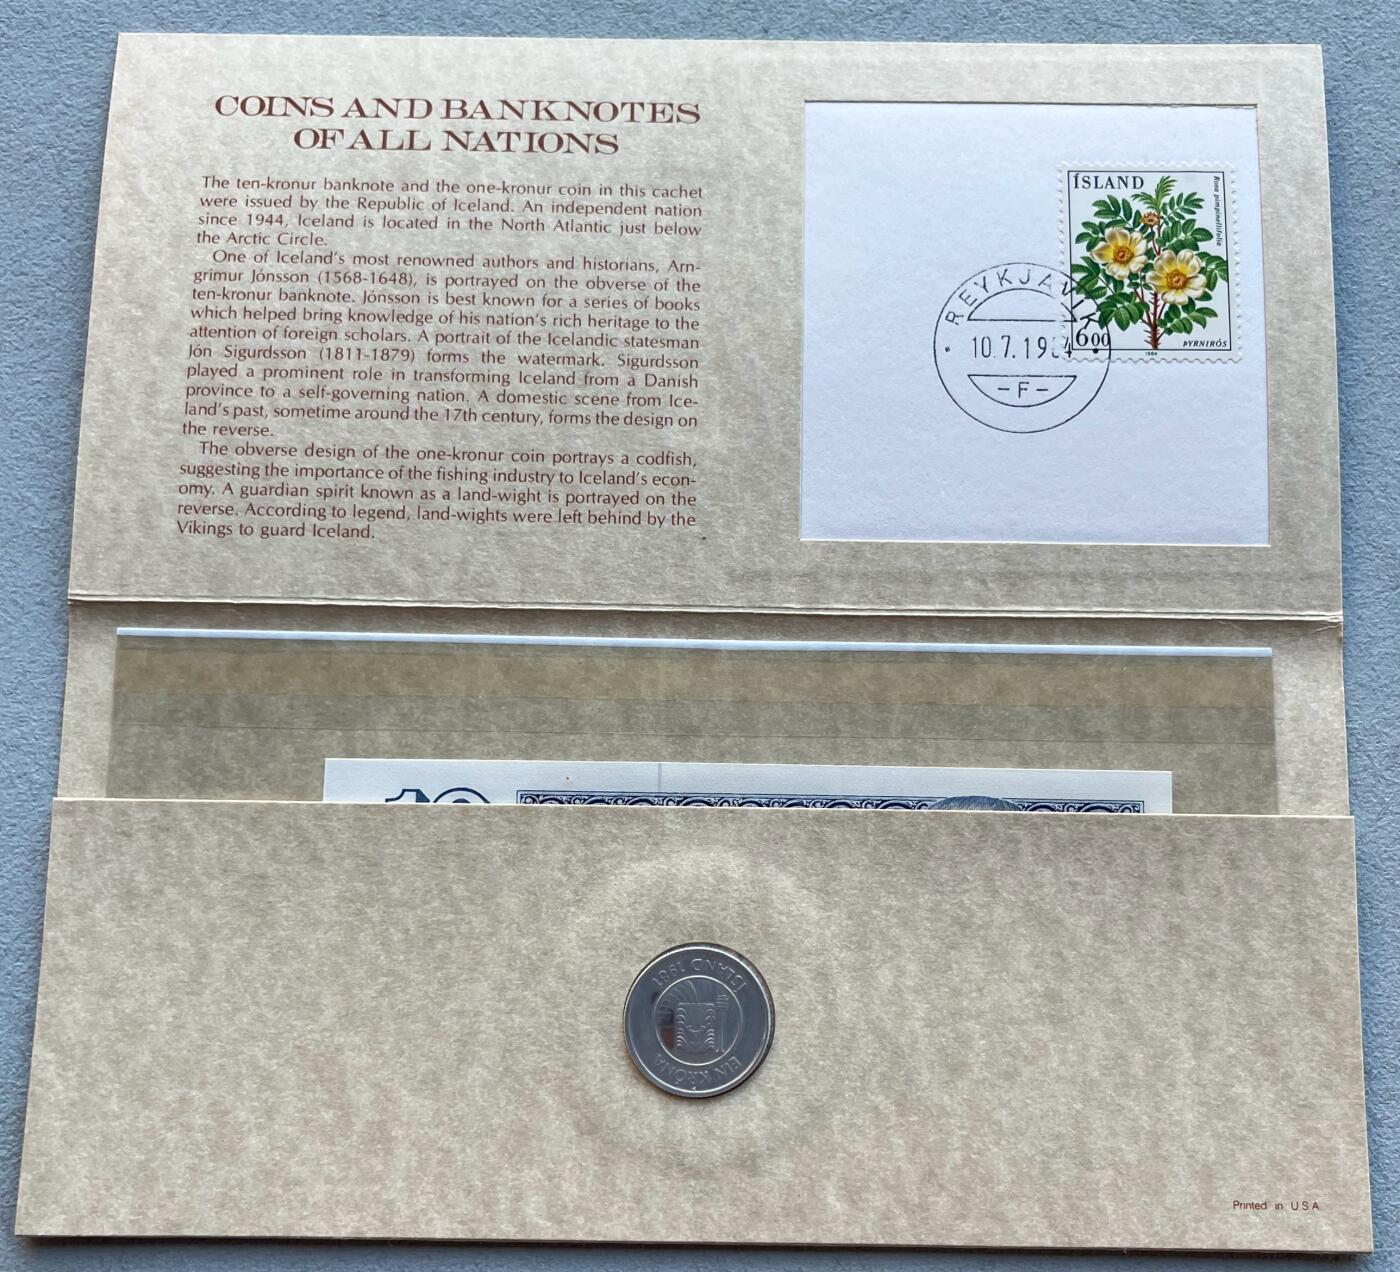 COINS AND BANKNOTES
OF ALL NATIONS
The ten-kronur banknote and the one-kronur coin in this cachet
were issued by the Republic of Iceland. An independent nation
since 1944, Iceland is located in the North Atlantic just below
the Arctic Circle.
One of Iceland's most renowned authors and historians, Arn-
grimur Jónsson (1568-1648), is portrayed on the obverse of the
ten-kronur banknote. Jónsson is best known for a series of books
which helped bring knowledge of his nation's rich heritage to the
attention of foreign scholars. A portrait of the Icelandic statesman
Jón Sigurdsson (1811-1879) forms the watermark. Sigurdsson
played a prominent role in transforming Iceland from a Danish
province to a self-governing nation. A domestic scene from Ice-
land's past, sometime around the 17th century, forms the design on
the reverse.
The obverse design of the one-kronur coin portrays a codfish,
suggesting the importance of the fishing industry to Iceland's econ-
omy. A guardian spirit known as a land-wight is portrayed on the
reverse. According to legend, land-wights were left behind by the
Vikings to guard Iceland.
ÍSLAND
Rosa pimpinellifolia
600
1984
ÞYRNIRÓS
REYKJAVÍK
10.7.1984
-F-
10
ÍSLAND 1981
EIN KRÓNA
Printed in U S A